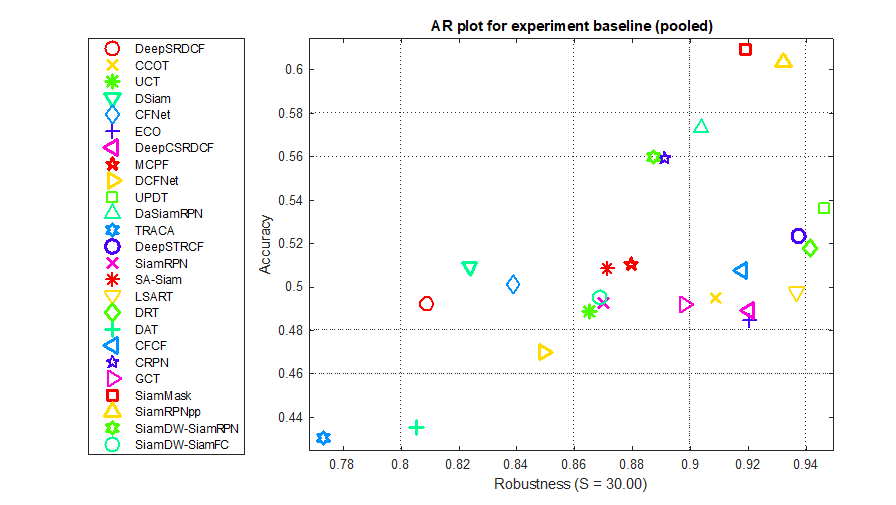 AR plot for experiment baseline (pooled)
DeepSRDCF
CCOT
UCT
DSiam
CFNet
ECO
DeepCSRDCF
MCPF
DCFNet
UPDT
DaSiamRPN
TRACA
DeepSTRCF
SiamRPN
SA-Siam
LSART
DRT
DAT
CFCF
CRPN
GCT
SiamMask
SiamRPNpp
SiamDW-SiamRPN
SiamDW-SiamFC
Accuracy
0.6
0.58
0.56
0.54
0.52
0.5
0.48
0.46
0.44
0.78 0.8 0.82 0.84 0.86 0.88 0.9 0.92 0.94
Robustness (S = 30.00)